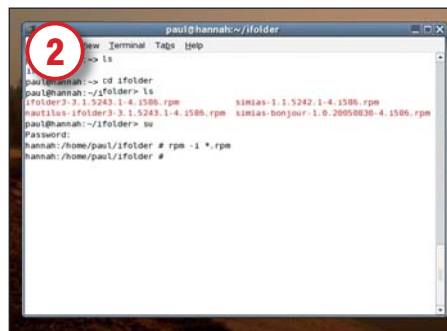 paul@hannah:~/ifolder
2
View Terminal Tabs Help
:~> ls
paul@hannah:~> cd ifolder
paul@hannah:~/ifolder> ls
ifolder3-3.1.5243.1-4.i586.rpm simias-1.1.5242.1-4.i586.rpm
nautilus-ifolder3-3.1.5243.1-4.i586.rpm simias-bonjour-1.0.20050830-4.i586.rpm
paul@hannah:~/ifolder> su
Password:
hannah:/home/paul/ifolder # rpm -i *.rpm
hannah:/home/paul/ifolder #